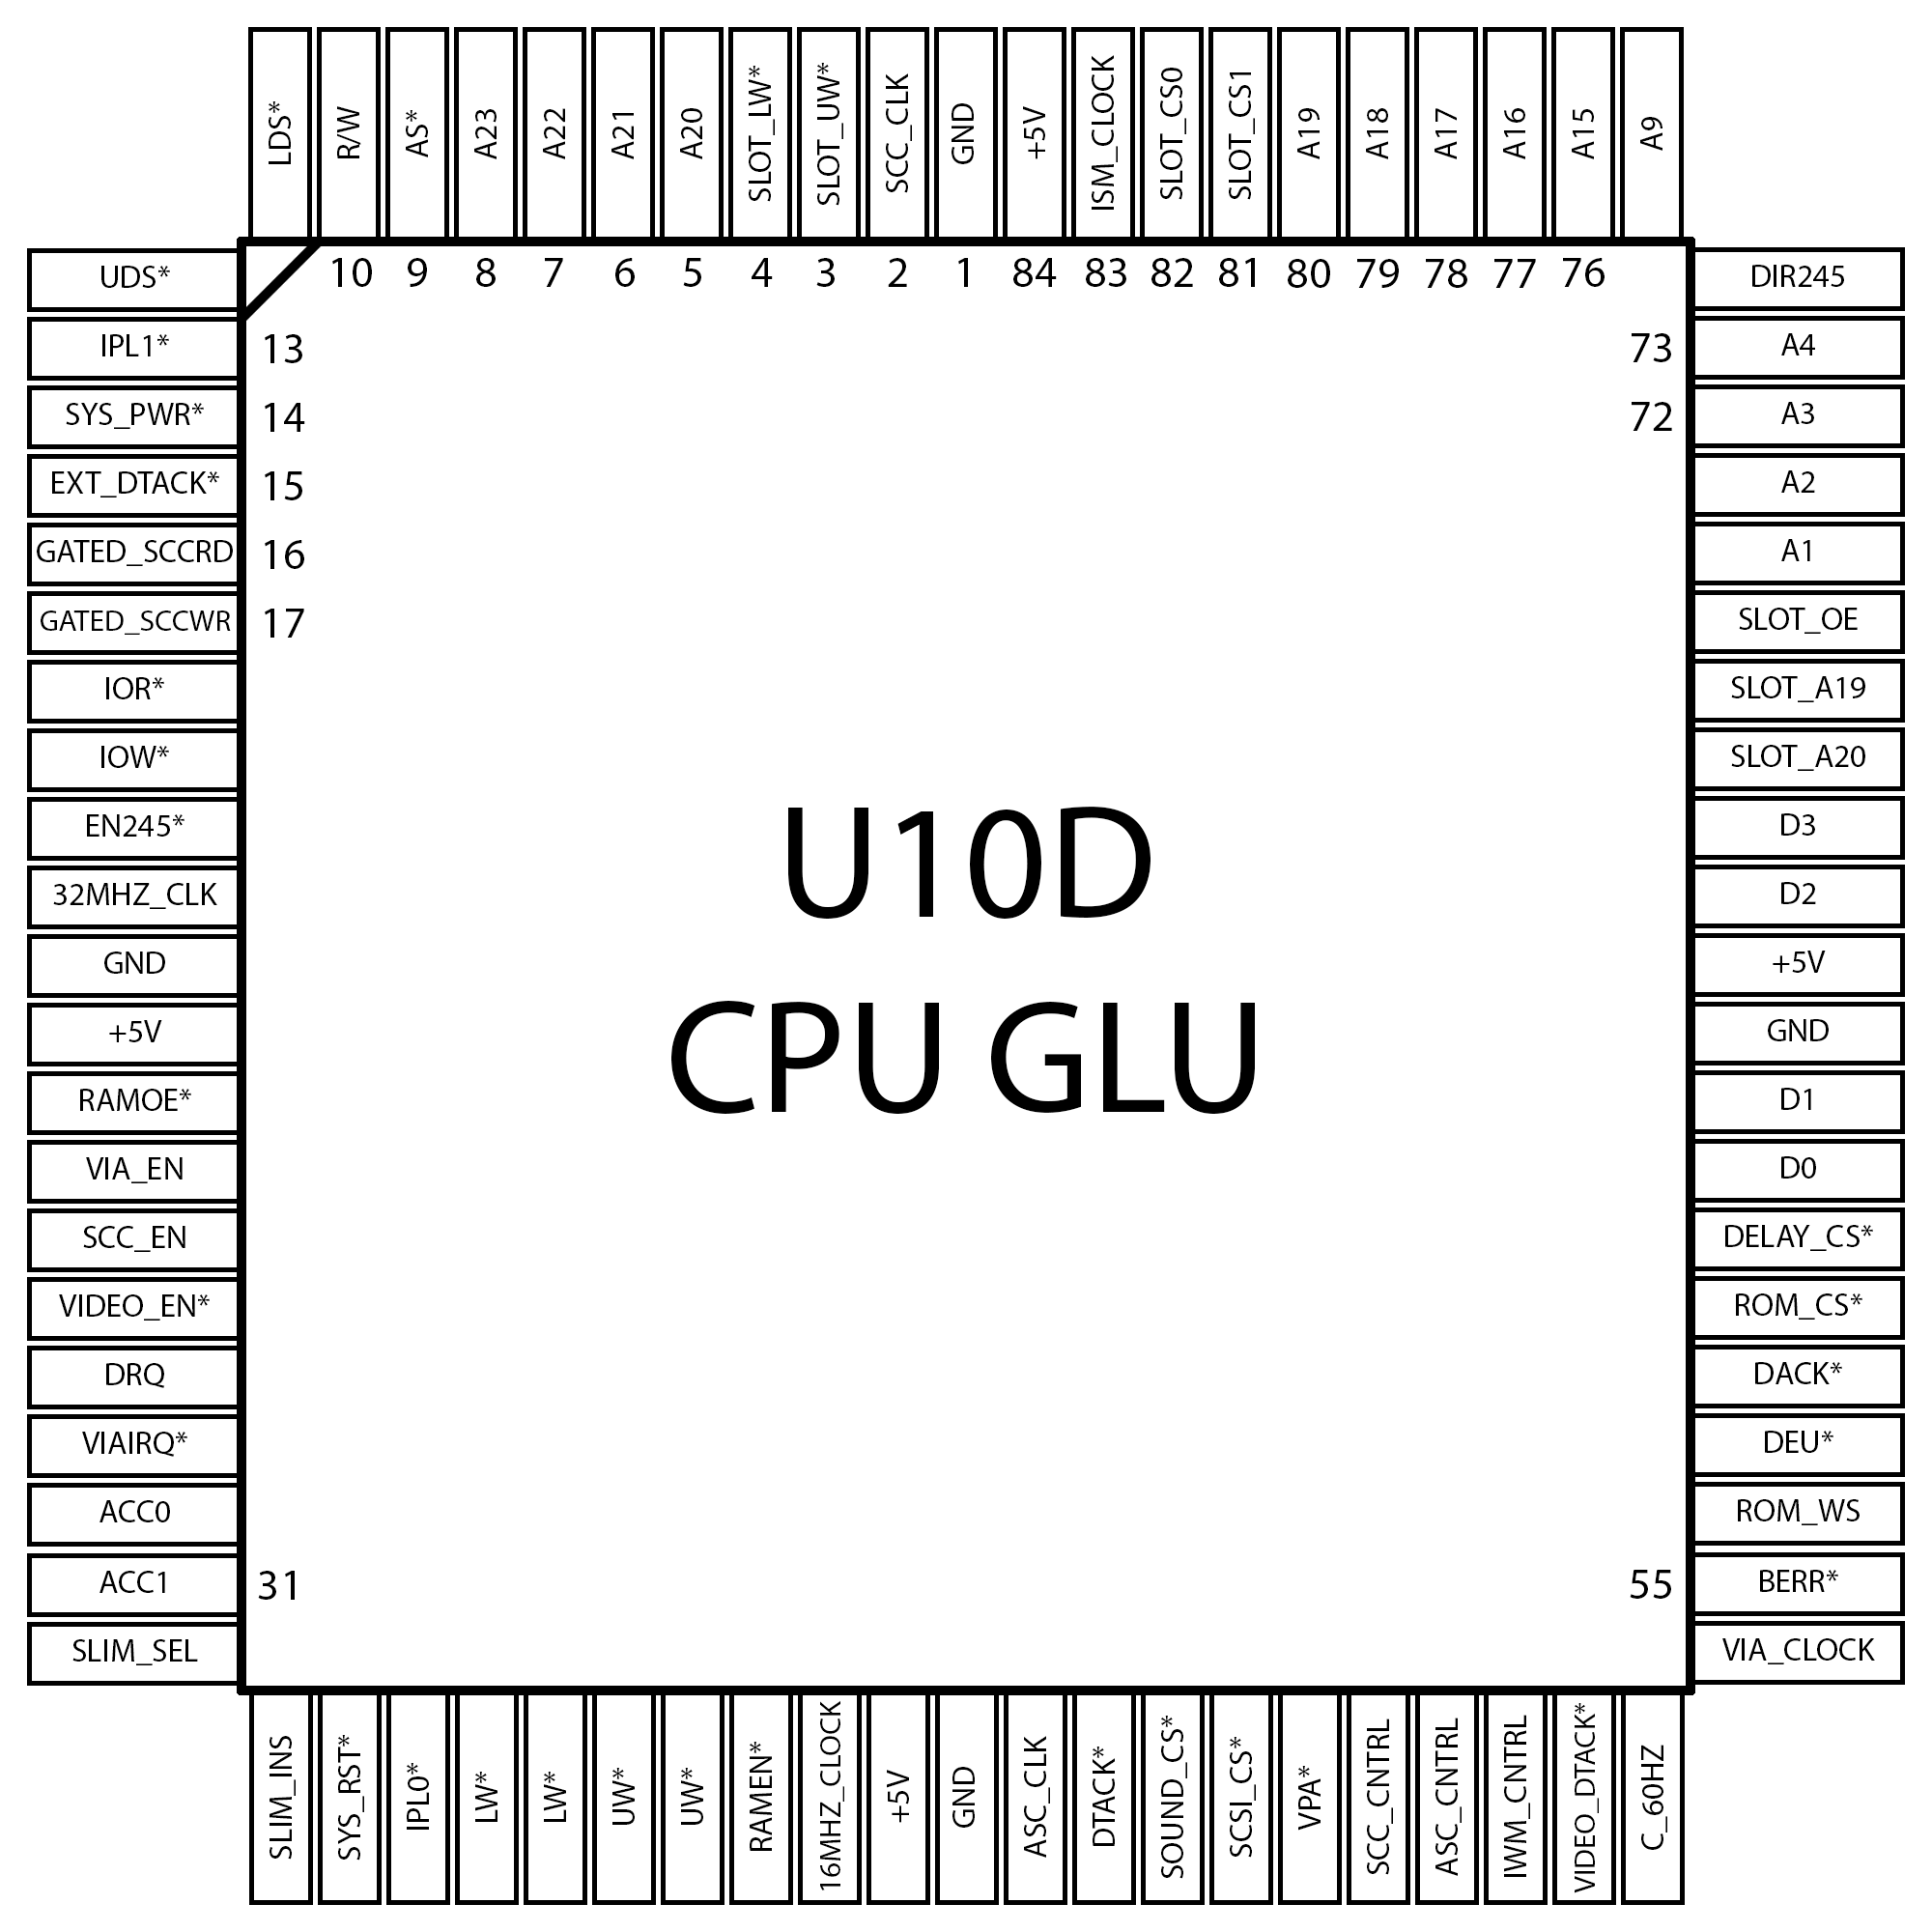 LDS*
R/W
AS*
A23
A22
A21
A20
SLOT_LW*
SLOT_UW*
SCC_CLK
GND
+5V
ISM_CLOCK
SLOT_CS0
SLOT_CS1
A19
A18
A17
A16
A15
A9
10 9 8 7 6 5 4 3 2 1 84 83 82 81 80 79 78 77 76
UDS*
IPL1*
SYS_PWR*
EXT_DTACK*
GATED_SCCRD
GATED_SCCWR
IOR*
IOW*
EN245*
32MHZ_CLK
GND
+5V
RAMOE*
VIA_EN
SCC_EN
VIDEO_EN*
DRQ
VIAIRQ*
ACC0
ACC1
SLIM_SEL
13
14
15
16
17
31
U10D
CPU GLU
73
72
55
DIR245
A4
A3
A2
A1
SLOT_OE
SLOT_A19
SLOT_A20
D3
D2
+5V
GND
D1
D0
DELAY_CS*
ROM_CS*
DACK*
DEU*
ROM_WS
BERR*
VIA_CLOCK
SLIM_INS
SYS_RST*
IPL0*
LW*
LW*
UW*
UW*
RAMEN*
16MHZ_CLOCK
+5V
GND
ASC_CLK
DTACK*
SOUND_CS*
SCSI_CS*
VPA*
SCC_CNTRL
ASC_CNTRL
IWM_CNTRL
VIDEO_DTACK*
C_60HZ